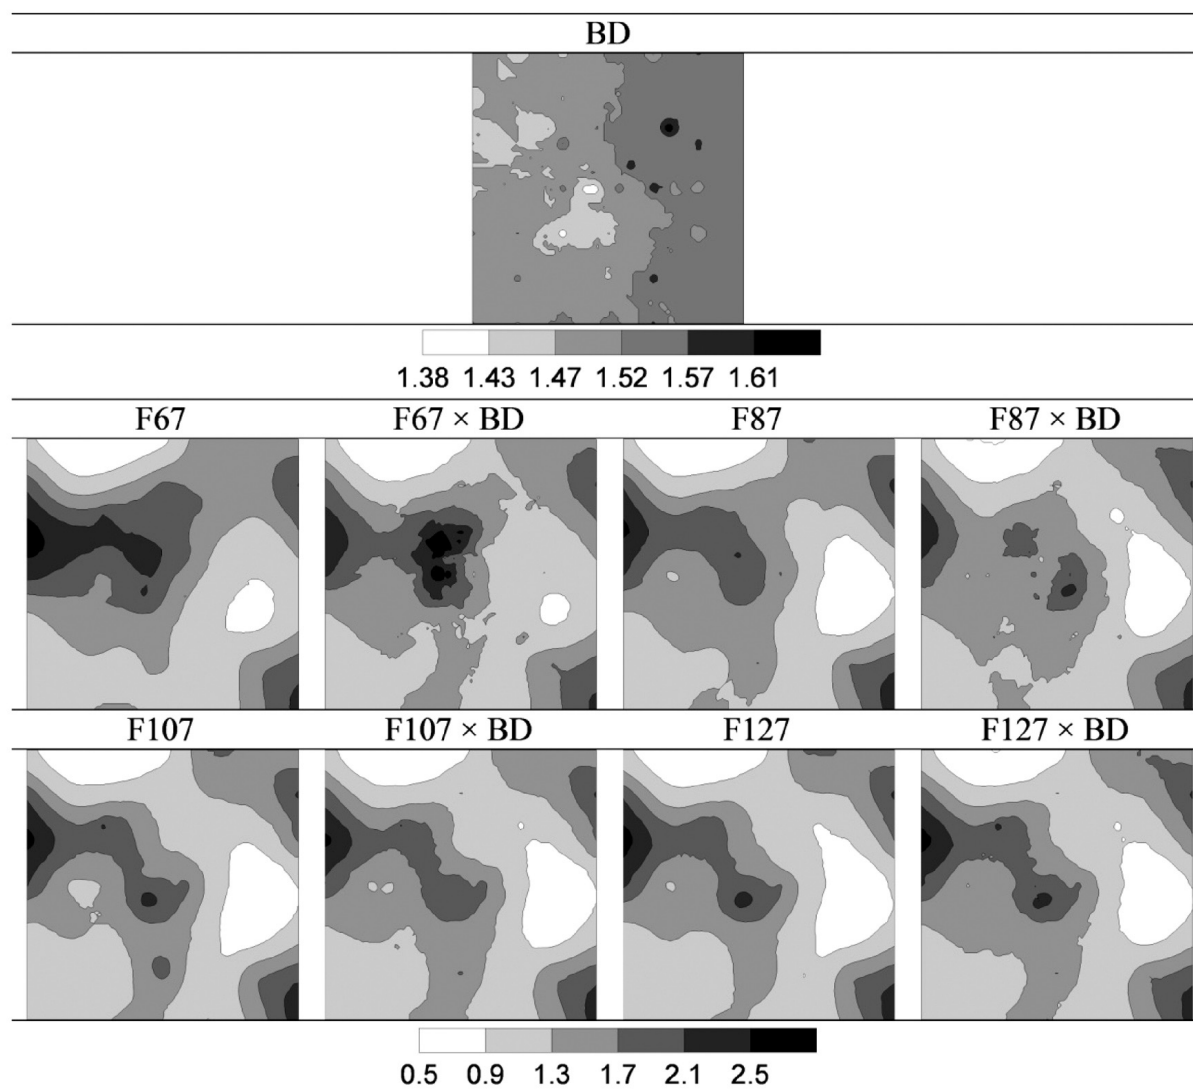 BD
1.38 1.43 1.47 1.52 1.57 1.61
F67 F67 × BD F87 F87 × BD
F107 F107 × BD F127 F127 × BD
0.5 0.9 1.3 1.7 2.1 2.5